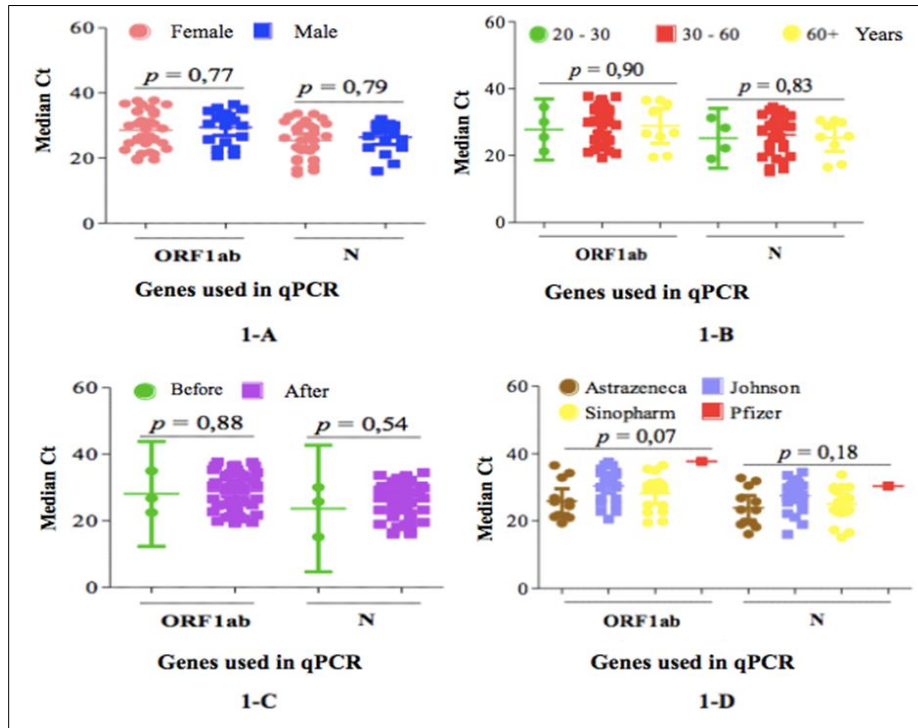 Female Male
Median Ct
60
40
20
0
p = 0,77
p = 0,79
ORF1ab N
Genes used in qPCR
1-A
20 - 30 30 - 60 60+ Years
Median Ct
60
40
20
0
p = 0,90
p = 0,83
ORF1ab N
Genes used in qPCR
1-B
Before After
Median Ct
60
40
20
0
p = 0,88
p = 0,54
ORF1ab N
Genes used in qPCR
1-C
Astrazeneca Johnson
Sinopharm Pfizer
Median Ct
60
40
20
0
p = 0,07
p = 0,18
ORF1ab N
Genes used in qPCR
1-D